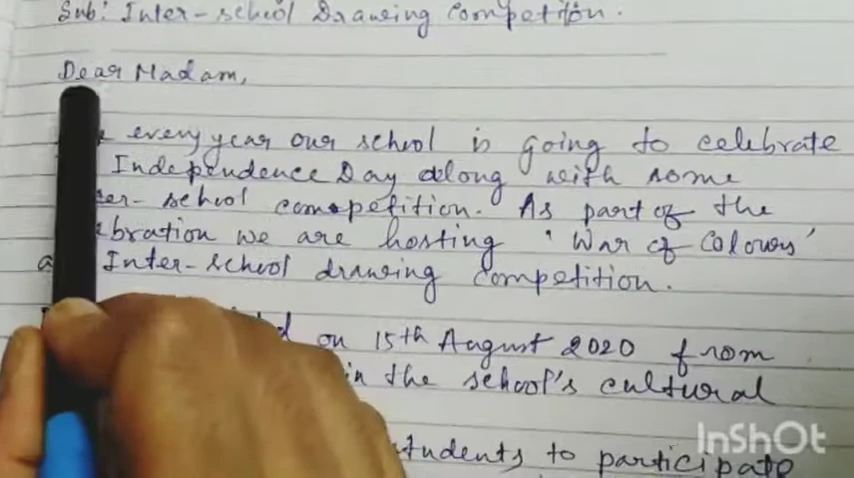 Sub: Inter-school Drawing Competiton.
Dear Madam,
every year our school is going to celebrate
Independence Day along with some
school competition. As part of the
we are hosting 'War of Colours'
Inter-school drawing competition.
on 15th August 2020 from
in the school's cultural
students to participate
InShOt